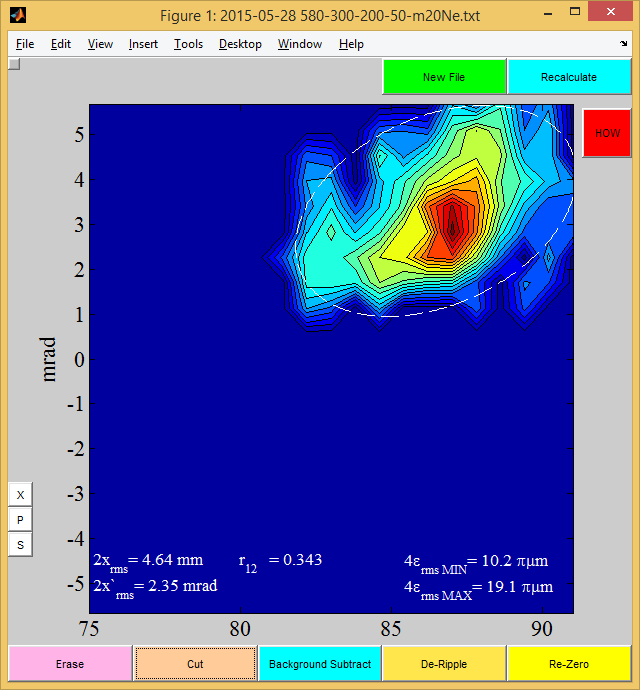 Figure 1: 2015-05-28 580-300-200-50-m20Ne.txt
File Edit View Insert Tools Desktop Window Help
New File Recalculate
HOW
5
4
3
2
1
0
-1
-2
-3
-4
-5
mrad
X
P
S
2xrms= 4.64 mm r12 = 0.343 4εrms MIN= 10.2 πμm
2x`rms= 2.35 mrad 4εrms MAX= 19.1 πμm
75 80 85 90
Erase Cut Background Subtract De-Ripple Re-Zero